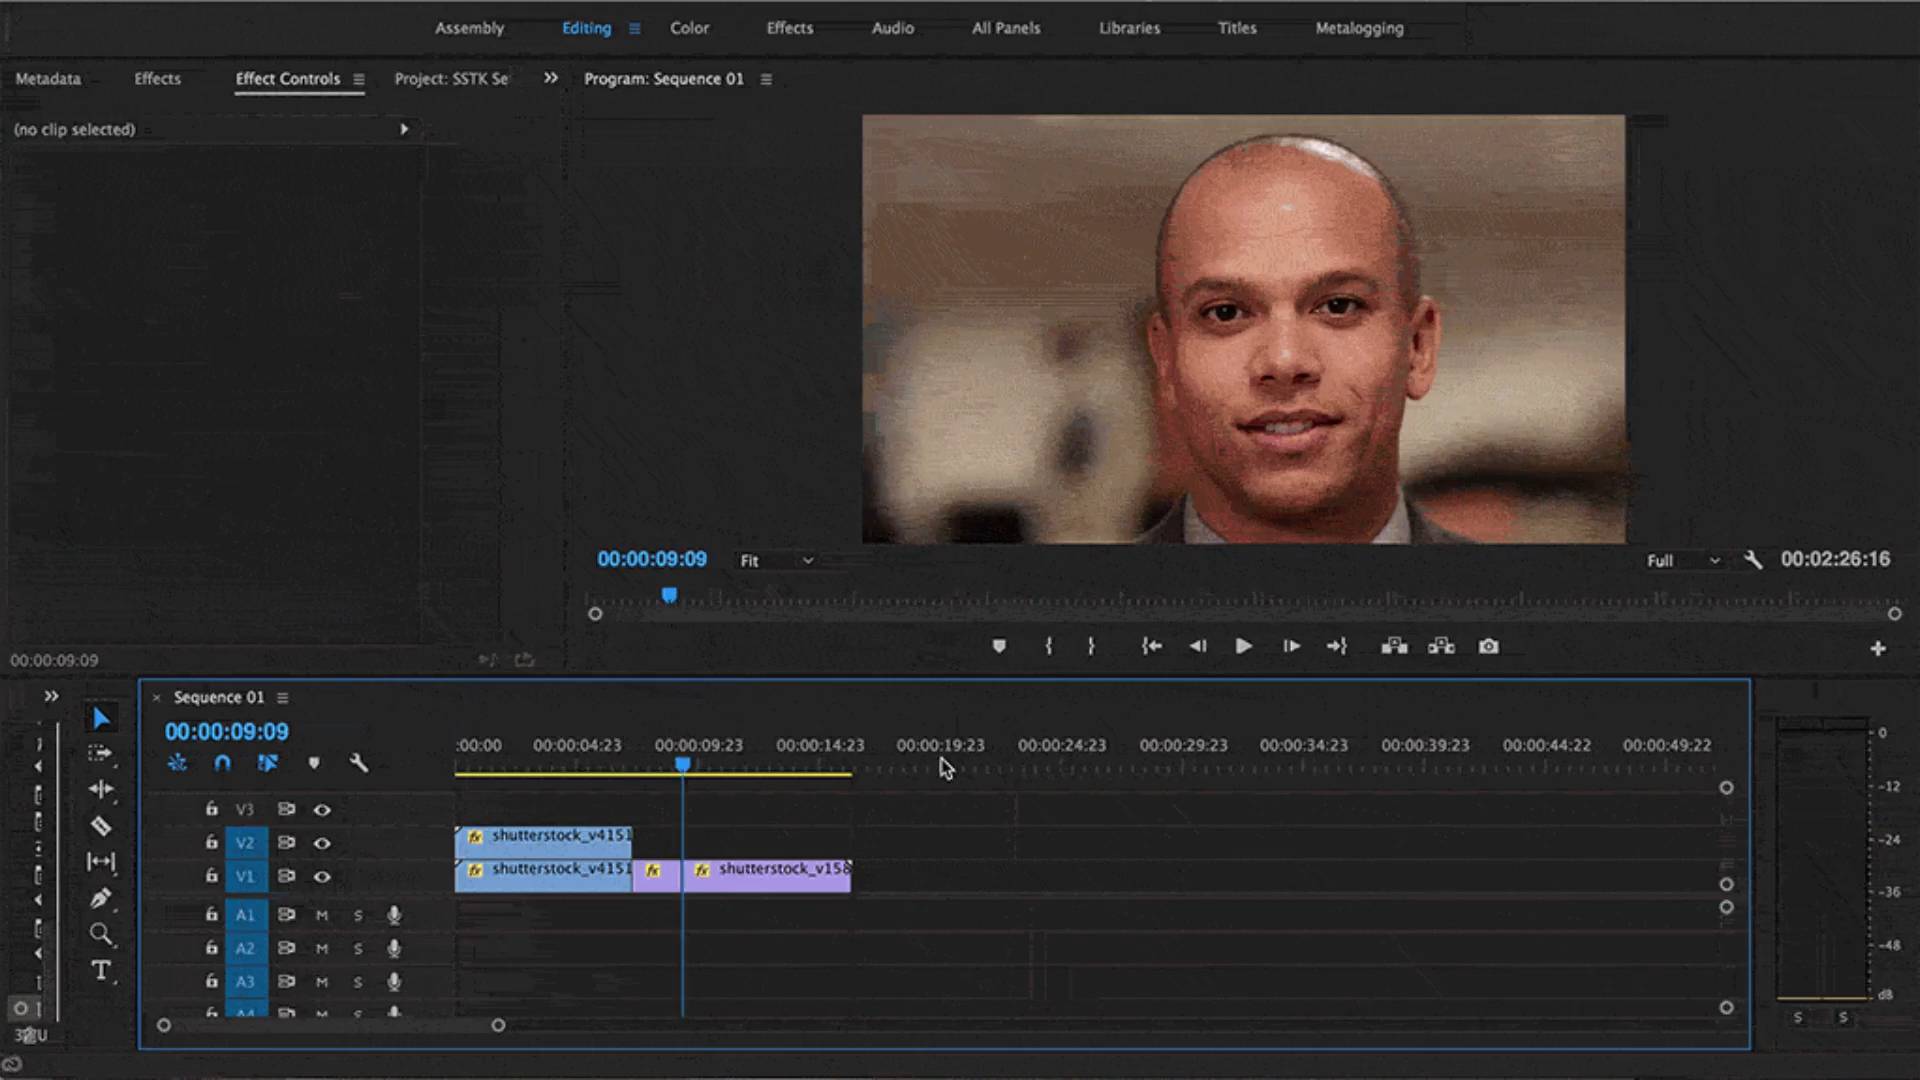 Assembly Editing Color Effects Audio All Panels Libraries Titles Metalogging
Metadata Effects Effect Controls Project: SSTK Se Program: Sequence 01
(no clip selected)
00:00:09:09 Fit Full 00:02:26:16
00:00:09:09
Sequence 01
00:00:09:09
:00:00 00:00:04:23 00:00:09:23 00:00:14:23 00:00:19:23 00:00:24:23 00:00:29:23 00:00:34:23 00:00:39:23 00:00:44:22 00:00:49:22
V3
V2 fx shutterstock_v4151
V1 fx shutterstock_v4151 fx fx shutterstock_v158
A1 M S
A2 M S
A3 M S
A4 M S
T
0
-12
-24
-36
-48
dB
S S